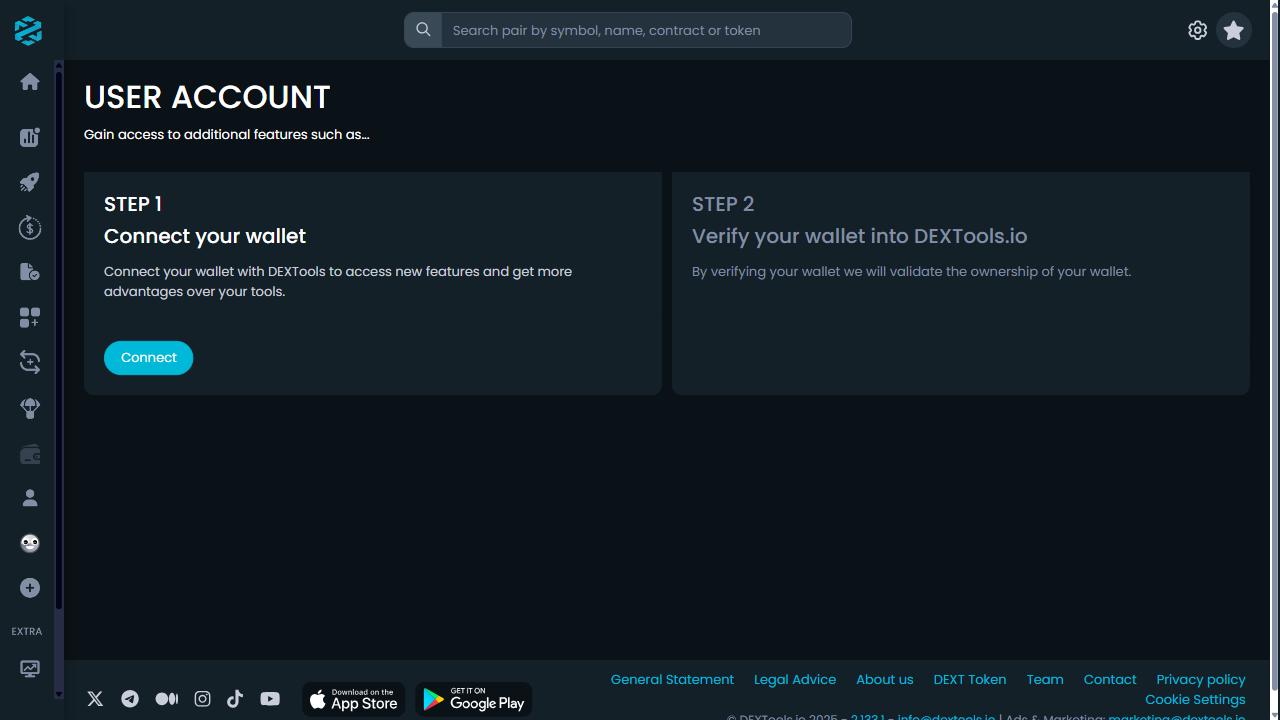 Search pair by symbol, name, contract or token
USER ACCOUNT
Gain access to additional features such as...
STEP 1
Connect your wallet
Connect your wallet with DEXTools to access new features and get more
advantages over your tools.
Connect
STEP 2
Verify your wallet into DEXTools.io
By verifying your wallet we will validate the ownership of your wallet.
EXTRA
Download on the
App Store
GET IT ON
Google Play
General Statement Legal Advice About us DEXT Token Team Contact Privacy policy
Cookie Settings
© DEXTools.io 2025 - 2.133.1 - info@dextools.io | Ads & Marketing: marketing@dextools.io